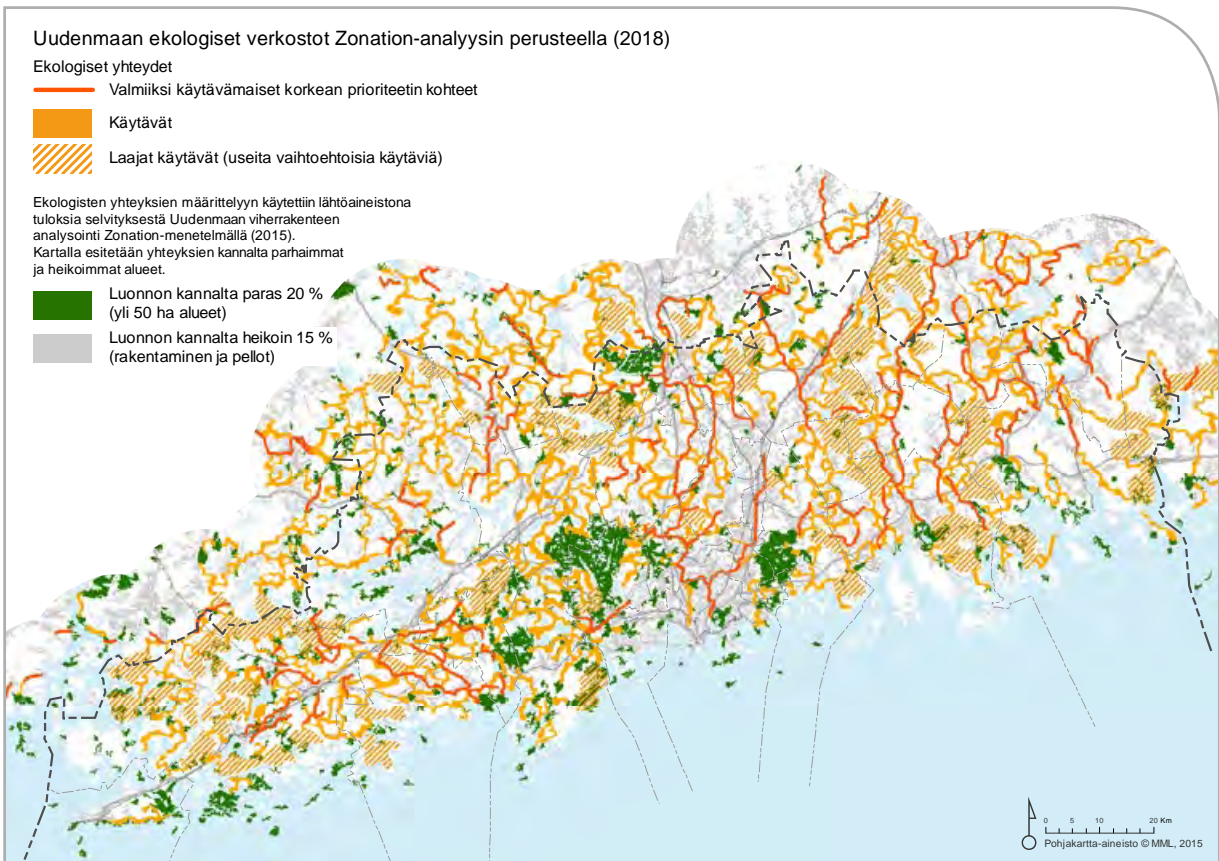 Uudenmaan ekologiset verkostot Zonation-analyysin perusteella (2018)
Ekologiset yhteydet
Valmiiksi käytävämaiset korkean prioriteetin kohteet
Käytävät
Laajat käytävät (useita vaihtoehtoisia käytäviä)
Ekologisten yhteyksien määrittelyyn käytettiin lähtöaineistona
tuloksia selvityksestä Uudenmaan viherrakenteen
analysointi Zonation-menetelmällä (2015).
Kartalla esitetään yhteyksien kannalta parhaimmat
ja heikoimmat alueet.
Luonnon kannalta paras 20 %
(yli 50 ha alueet)
Luonnon kannalta heikoin 15 %
(rakentaminen ja pellot)
0 5 10 20 Km
Pohjakartta-aineisto © MML, 2015